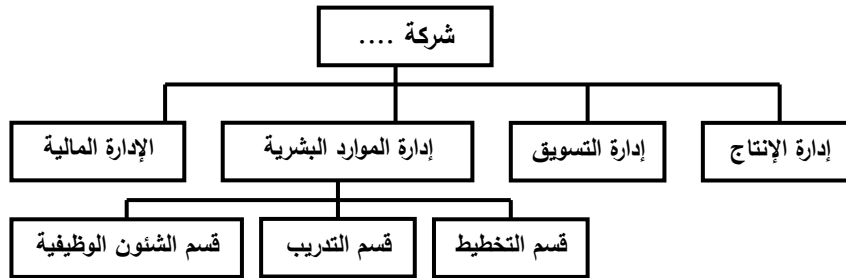 شركة ....
إدارة الإنتاج
إدارة التسويق
إدارة الموارد البشرية
الإدارة المالية
قسم التخطيط
قسم التدريب
قسم الشئون الوظيفية